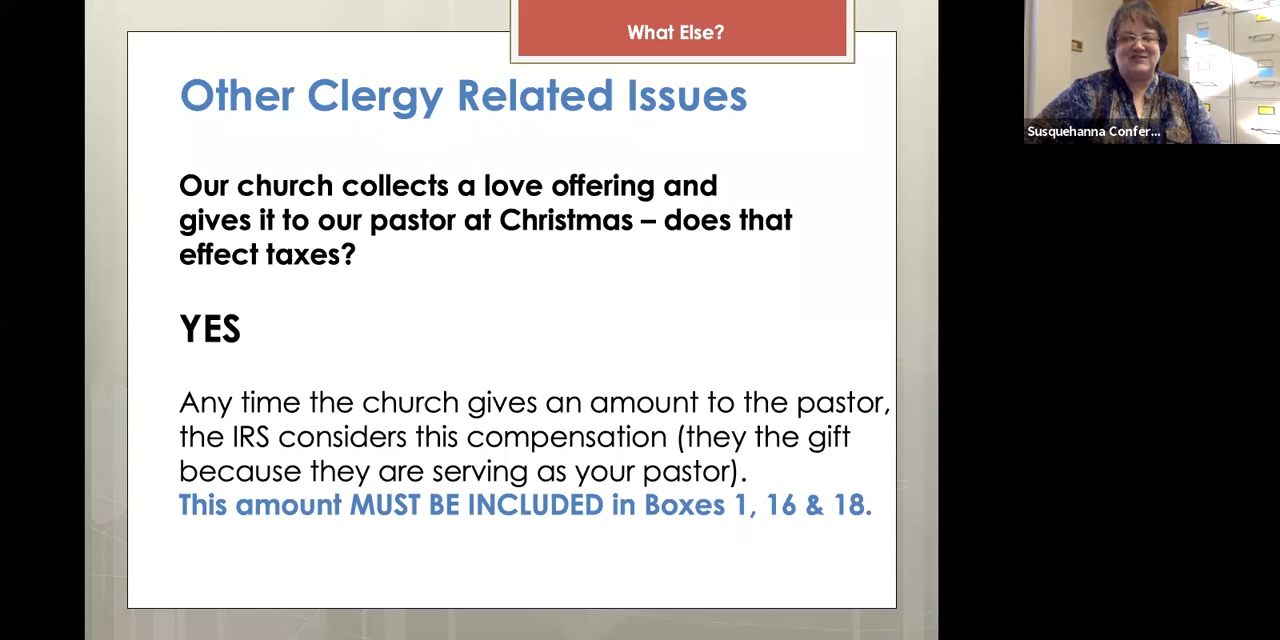 What Else?
Other Clergy Related Issues
Our church collects a love offering and
gives it to our pastor at Christmas – does that
effect taxes?
YES
Any time the church gives an amount to the pastor,
the IRS considers this compensation (they the gift
because they are serving as your pastor).
This amount MUST BE INCLUDED in Boxes 1, 16 & 18.
Susquehanna Confer...